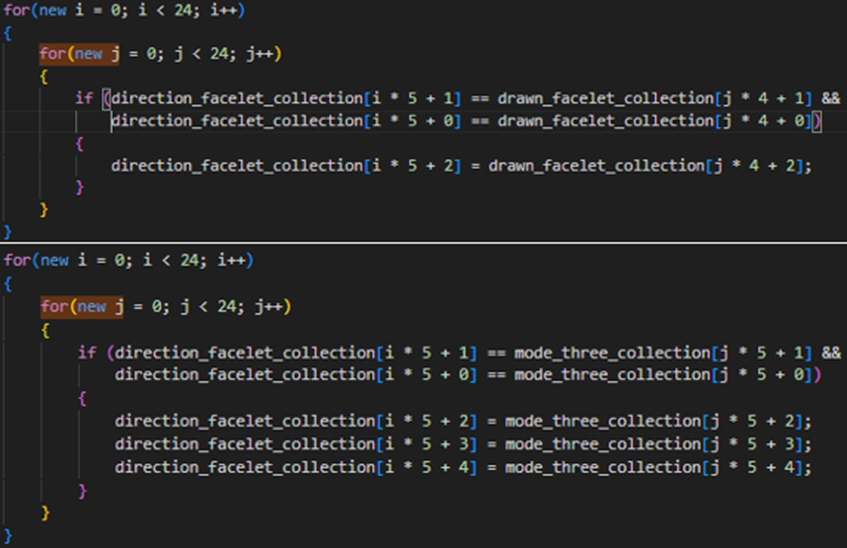 for(new i = 0; i < 24; i++)
{
for(new j = 0; j < 24; j++)
{
if (direction_facelet_collection[i * 5 + 1] == drawn_facelet_collection[j * 4 + 1] &&
direction_facelet_collection[i * 5 + 0] == drawn_facelet_collection[j * 4 + 0])
{
direction_facelet_collection[i * 5 + 2] = drawn_facelet_collection[j * 4 + 2];
}
}
}
for(new i = 0; i < 24; i++)
{
for(new j = 0; j < 24; j++)
{
if (direction_facelet_collection[i * 5 + 1] == mode_three_collection[j * 5 + 1] &&
direction_facelet_collection[i * 5 + 0] == mode_three_collection[j * 5 + 0])
{
direction_facelet_collection[i * 5 + 2] = mode_three_collection[j * 5 + 2];
direction_facelet_collection[i * 5 + 3] = mode_three_collection[j * 5 + 3];
direction_facelet_collection[i * 5 + 4] = mode_three_collection[j * 5 + 4];
}
}
}